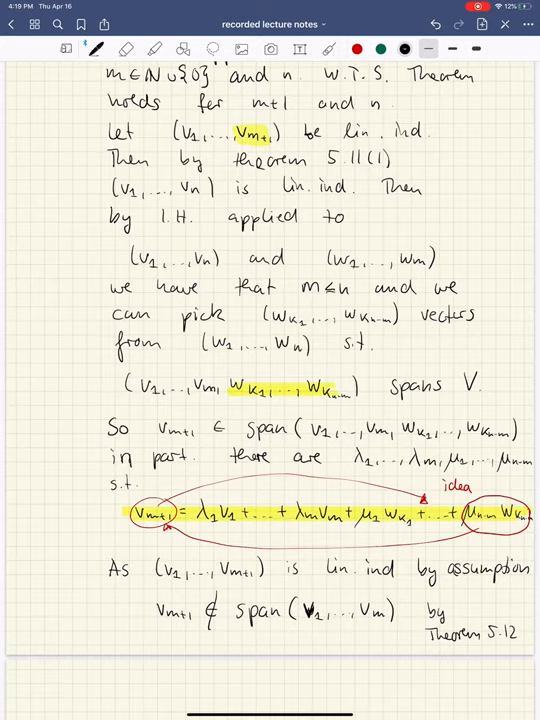 4:19 PM Thu Apr 16
12%
recorded lecture notes
m ∈ ℕ ∪ {0} and n. W.T.S. Theorem
holds for m+1 and n.
Let (v1,...,vm+1) be lin. ind.
Then by theorem 5.11(1)
(v1,...,vn) is lin. ind. Then
by I.H. applied to
(v1,...,vn) and (w1,...,wm)
we have that m≤n and we
can pick (wk1,...,wkn-m) vectors
from (w1,...,wn) s.t.
(v1,...,vm, wk1,...,wkn-m) spans V.
So vm+1 ∈ span(v1,...,vm, wk1,...,wkn-m)
in part. there are λ1,...,λm, μ1,...,μn-m
s.t.
idea
vm+1 = λ1v1+....+ λmvm + μ1wk1 +...+ μn-m wkn-m
As (v1,...,vm+1) is lin. ind by assumption
vm+1 ∉ span(v1,...,vm) by
Theorem 5.12